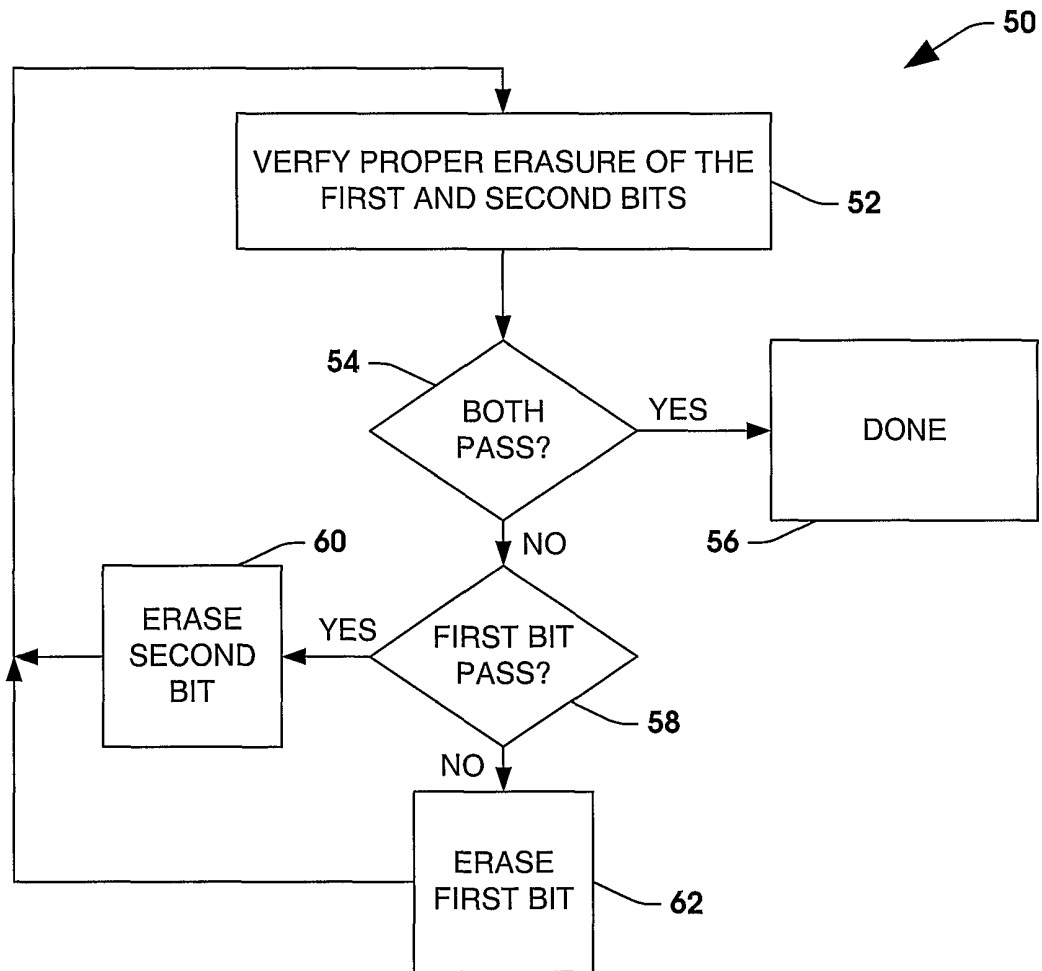 50
VERFY PROPER ERASURE OF THE
FIRST AND SECOND BITS
52
54
BOTH
PASS?
YES
DONE
56
NO
60
ERASE
SECOND
BIT
YES
FIRST BIT
PASS?
58
NO
ERASE
FIRST BIT
62